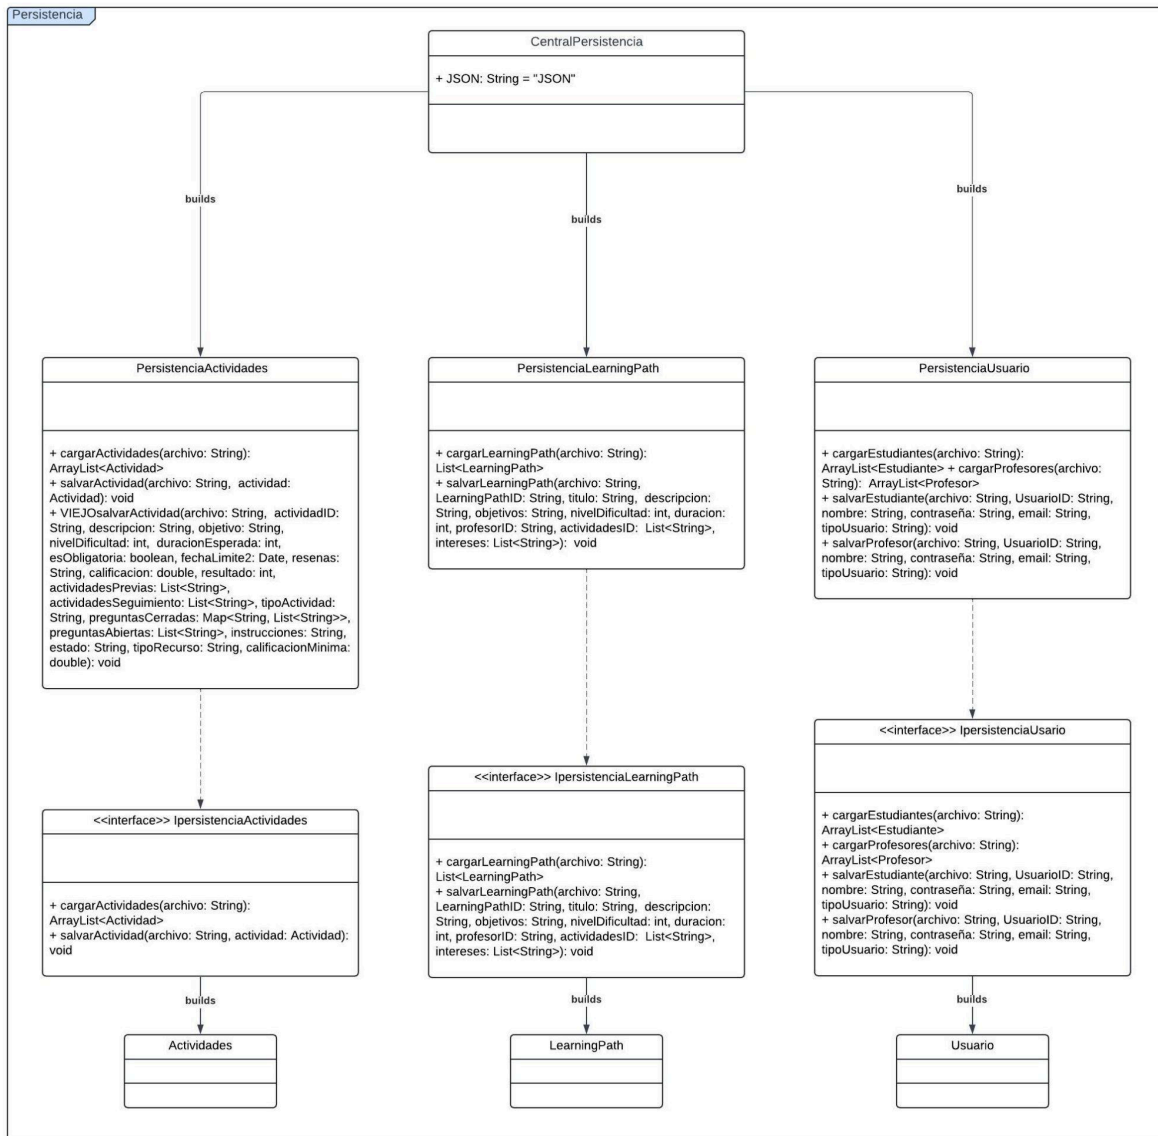 Persistencia
CentralPersistencia
+ JSON: String = "JSON"
builds
builds
builds
PersistenciaActividades
+ cargarActividades(archivo: String):
ArrayList<Actividad>
+ salvarActividad(archivo: String, actividad:
Actividad): void
+ VIEJOsalvarActividad(archivo: String, actividadID:
String, descripcion: String, objetivo: String,
nivelDificultad: int, duracionEsperada: int,
esObligatoria: boolean, fechaLimite2: Date, resenas:
String, calificacion: double, resultado: int,
actividadesPrevias: List<String>,
actividadesSeguimiento: List<String>, tipoActividad:
String, preguntasCerradas: Map<String, List<String>>,
preguntasAbiertas: List<String>, instrucciones: String,
estado: String, tipoRecurso: String, calificacionMinima:
double): void
PersistenciaLearningPath
+ cargarLearningPath(archivo: String):
List<LearningPath>
+ salvarLearningPath(archivo: String,
LearningPathID: String, titulo: String, descripcion:
String, objetivos: String, nivelDificultad: int, duracion:
int, profesorID: String, actividadesID: List<String>,
intereses: List<String>): void
PersistenciaUsuario
+ cargarEstudiantes(archivo: String):
ArrayList<Estudiante> + cargarProfesores(archivo:
String): ArrayList<Profesor>
+ salvarEstudiante(archivo: String, UsuarioID: String,
nombre: String, contraseña: String, email: String,
tipoUsuario: String): void
+ salvarProfesor(archivo: String, UsuarioID: String,
nombre: String, contraseña: String, email: String,
tipoUsuario: String): void
<<interface>> IpersistenciaActividades
+ cargarActividades(archivo: String):
ArrayList<Actividad>
+ salvarActividad(archivo: String, actividad: Actividad):
void
<<interface>> IpersistenciaLearningPath
+ cargarLearningPath(archivo: String):
List<LearningPath>
+ salvarLearningPath(archivo: String,
LearningPathID: String, titulo: String, descripcion:
String, objetivos: String, nivelDificultad: int, duracion:
int, profesorID: String, actividadesID: List<String>,
intereses: List<String>): void
<<interface>> IpersistenciaUsario
+ cargarEstudiantes(archivo: String):
ArrayList<Estudiante>
+ cargarProfesores(archivo: String):
ArrayList<Profesor>
+ salvarEstudiante(archivo: String, UsuarioID: String,
nombre: String, contraseña: String, email: String,
tipoUsuario: String): void
+ salvarProfesor(archivo: String, UsuarioID: String,
nombre: String, contraseña: String, email: String,
tipoUsuario: String): void
builds
builds
builds
Actividades
LearningPath
Usuario